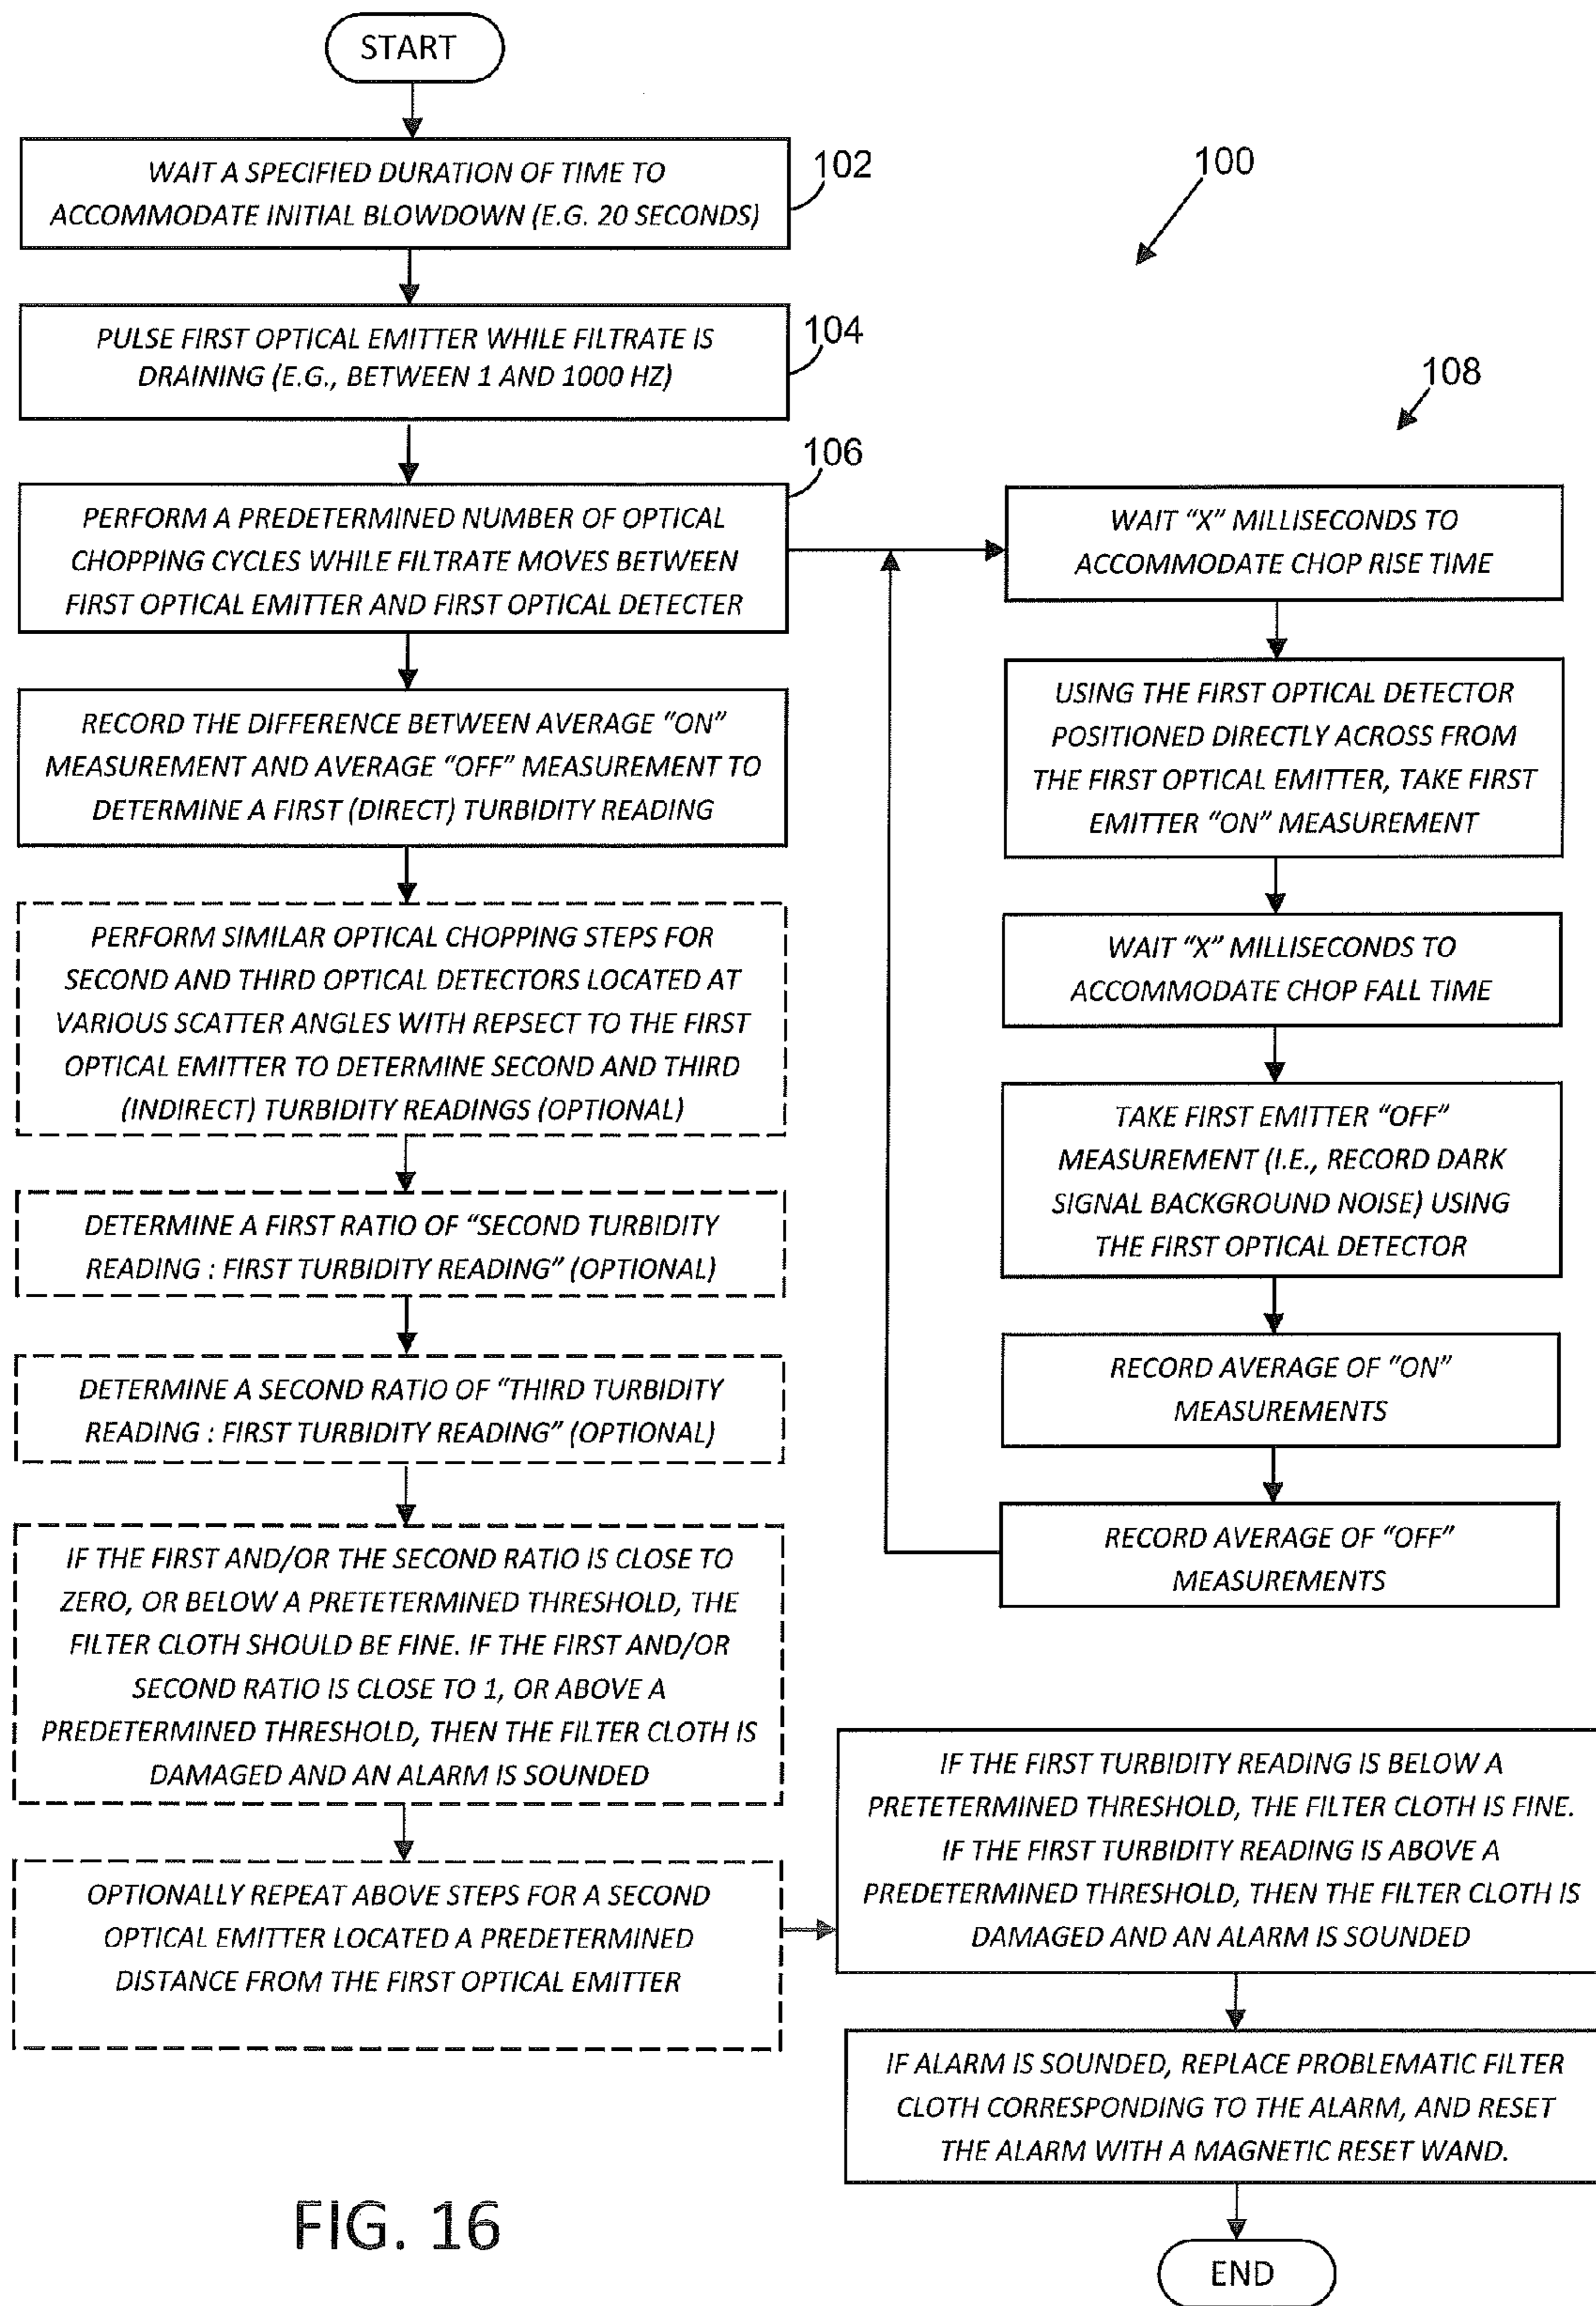 START
WAIT A SPECIFIED DURATION OF TIME TO
ACCOMMODATE INITIAL BLOWDOWN (E.G. 20 SECONDS)
102
PULSE FIRST OPTICAL EMITTER WHILE FILTRATE IS
DRAINING (E.G., BETWEEN 1 AND 1000 HZ)
104
PERFORM A PREDETERMINED NUMBER OF OPTICAL
CHOPPING CYCLES WHILE FILTRATE MOVES BETWEEN
FIRST OPTICAL EMITTER AND FIRST OPTICAL DETECTER
106
RECORD THE DIFFERENCE BETWEEN AVERAGE "ON"
MEASUREMENT AND AVERAGE "OFF" MEASUREMENT TO
DETERMINE A FIRST (DIRECT) TURBIDITY READING
PERFORM SIMILAR OPTICAL CHOPPING STEPS FOR
SECOND AND THIRD OPTICAL DETECTORS LOCATED AT
VARIOUS SCATTER ANGLES WITH REPSECT TO THE FIRST
OPTICAL EMITTER TO DETERMINE SECOND AND THIRD
(INDIRECT) TURBIDITY READINGS (OPTIONAL)
DETERMINE A FIRST RATIO OF "SECOND TURBIDITY
READING : FIRST TURBIDITY READING" (OPTIONAL)
DETERMINE A SECOND RATIO OF "THIRD TURBIDITY
READING : FIRST TURBIDITY READING" (OPTIONAL)
IF THE FIRST AND/OR THE SECOND RATIO IS CLOSE TO
ZERO, OR BELOW A PRETETERMINED THRESHOLD, THE
FILTER CLOTH SHOULD BE FINE. IF THE FIRST AND/OR
SECOND RATIO IS CLOSE TO 1, OR ABOVE A
PREDETERMINED THRESHOLD, THEN THE FILTER CLOTH IS
DAMAGED AND AN ALARM IS SOUNDED
OPTIONALLY REPEAT ABOVE STEPS FOR A SECOND
OPTICAL EMITTER LOCATED A PREDETERMINED
DISTANCE FROM THE FIRST OPTICAL EMITTER
100
108
WAIT "X" MILLISECONDS TO
ACCOMMODATE CHOP RISE TIME
USING THE FIRST OPTICAL DETECTOR
POSITIONED DIRECTLY ACROSS FROM
THE FIRST OPTICAL EMITTER, TAKE FIRST
EMITTER "ON" MEASUREMENT
WAIT "X" MILLISECONDS TO
ACCOMMODATE CHOP FALL TIME
TAKE FIRST EMITTER "OFF"
MEASUREMENT (I.E., RECORD DARK
SIGNAL BACKGROUND NOISE) USING
THE FIRST OPTICAL DETECTOR
RECORD AVERAGE OF "ON"
MEASUREMENTS
RECORD AVERAGE OF "OFF"
MEASUREMENTS
IF THE FIRST TURBIDITY READING IS BELOW A
PRETETERMINED THRESHOLD, THE FILTER CLOTH IS FINE.
IF THE FIRST TURBIDITY READING IS ABOVE A
PREDETERMINED THRESHOLD, THEN THE FILTER CLOTH IS
DAMAGED AND AN ALARM IS SOUNDED
IF ALARM IS SOUNDED, REPLACE PROBLEMATIC FILTER
CLOTH CORRESPONDING TO THE ALARM, AND RESET
THE ALARM WITH A MAGNETIC RESET WAND.
END
FIG. 16